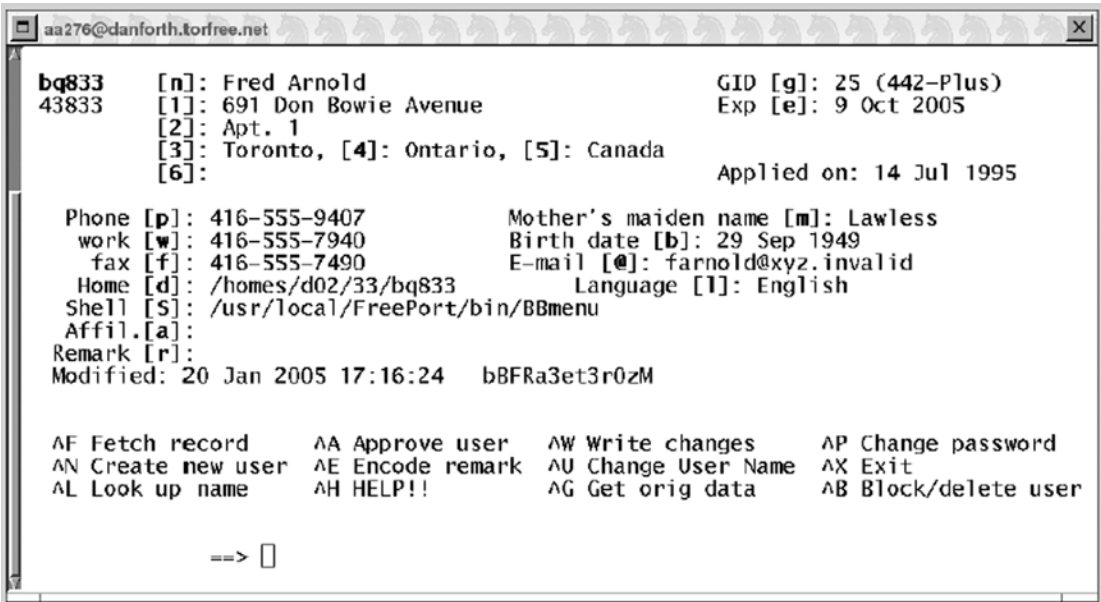 aa276@danforth.torfree.net
bq833 [n]: Fred Arnold GID [g]: 25 (442-Plus)
43833 [1]: 691 Don Bowie Avenue Exp [e]: 9 Oct 2005
[2]: Apt. 1
[3]: Toronto, [4]: Ontario, [5]: Canada
[6]: Applied on: 14 Jul 1995
Phone [p]: 416-555-9407 Mother's maiden name [m]: Lawless
work [w]: 416-555-7940 Birth date [b]: 29 Sep 1949
fax [f]: 416-555-7490 E-mail [@]: farnold@xyz.invalid
Home [d]: /homes/d02/33/bq833 Language [l]: English
Shell [S]: /usr/local/FreePort/bin/BBmenu
Affil.[a]:
Remark [r]:
Modified: 20 Jan 2005 17:16:24 bBFRa3et3r0zM
^F Fetch record ^A Approve user ^W Write changes ^P Change password
^N Create new user ^E Encode remark ^U Change User Name ^X Exit
^L Look up name ^H HELP!! ^G Get orig data ^B Block/delete user
==>